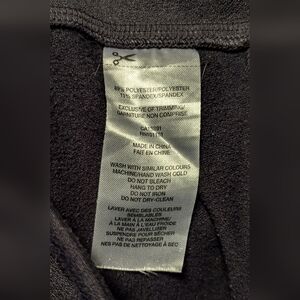 89% POLYESTER/POLYESTER
11% SPANDEX/SPANDEX
EXCLUSIVE OF TRIMMING/
GARNITURE NON COMPRISE
MADE IN CHINA
FAIT EN CHINE
WASH WITH SIMILAR COLOURS
MACHINE/HAND WASH COLD
DO NOT BLEACH
HANG TO DRY
DO NOT IRON
DO NOT DRY-CLEAN
LAVER AVEC DES COULEURS
SEMBLABLES
LAVER À LA MACHINE/
À LA MAIN À L'EAU FROIDE
NE PAS JAVELLISER
SUSPENDRE POUR SÉCHER
NE PAS REPASSER
PAS DE NETTOYAGE À SEC